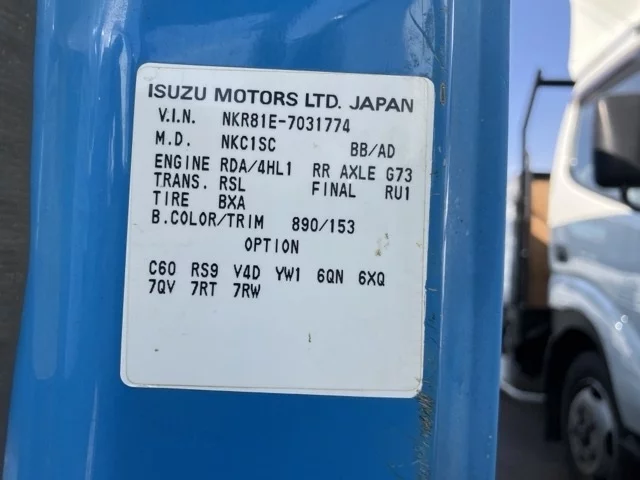 ISUZU MOTORS LTD. JAPAN
V.I.N. NKR81E-7031774
M.D. NKC1SC BB/AD
ENGINE RDA/4HL1 RR AXLE G73
TRANS. RSL FINAL RU1
TIRE BXA
B.COLOR/TRIM 890/153
OPTION
C60 RS9 V4D YW1 6QN 6XQ
7QV 7RT 7RW